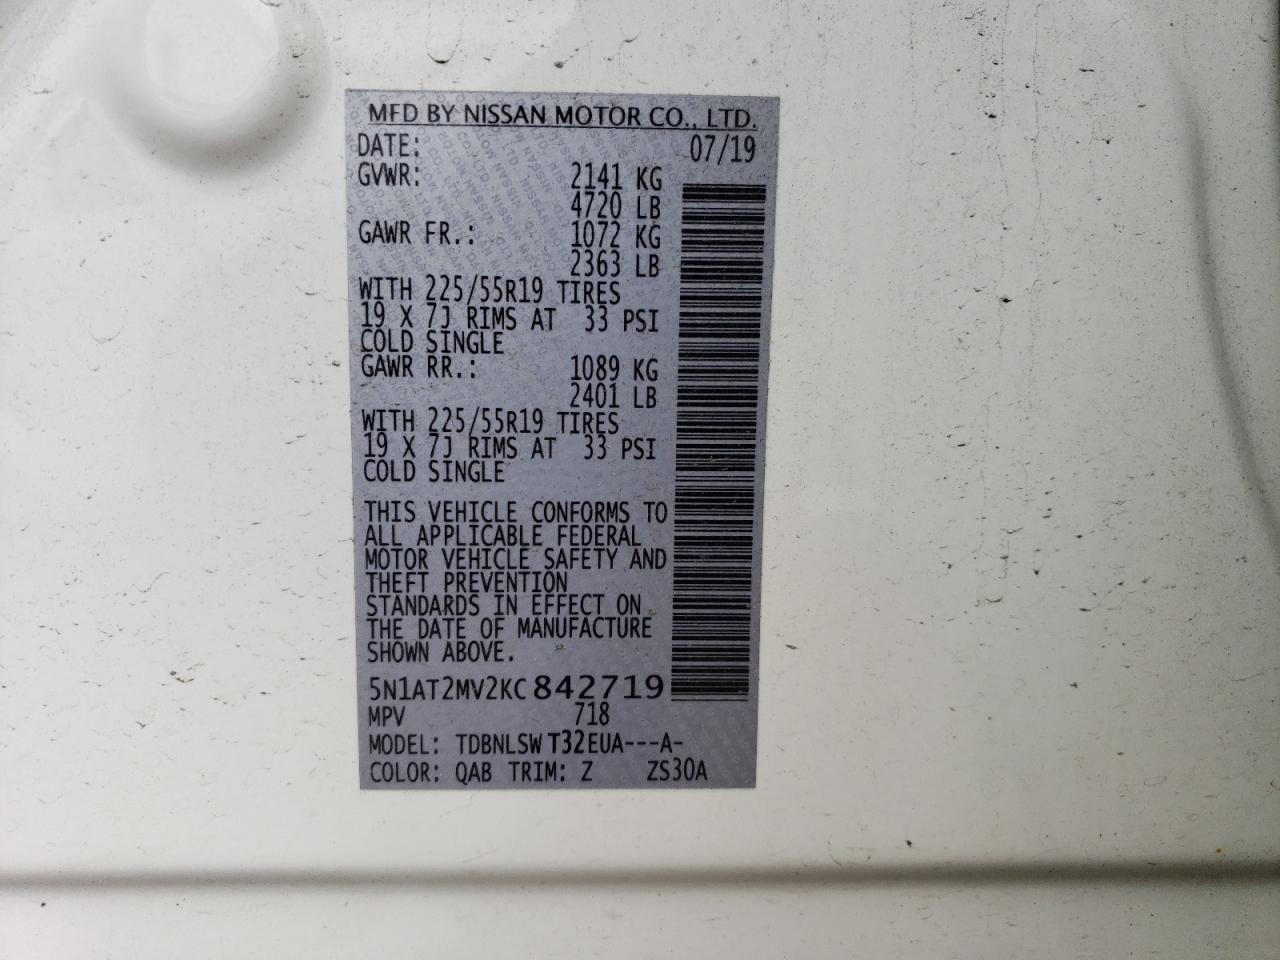 MFD BY NISSAN MOTOR CO., LTD.
DATE: 07/19
GVWR: 2141 KG
4720 LB
GAWR FR.: 1072 KG
2363 LB
WITH 225/55R19 TIRES
19 X 7J RIMS AT 33 PSI
COLD SINGLE
GAWR RR.: 1089 KG
2401 LB
WITH 225/55R19 TIRES
19 X 7J RIMS AT 33 PSI
COLD SINGLE
THIS VEHICLE CONFORMS TO
ALL APPLICABLE FEDERAL
MOTOR VEHICLE SAFETY AND
THEFT PREVENTION
STANDARDS IN EFFECT ON
THE DATE OF MANUFACTURE
SHOWN ABOVE.
5N1AT2MV2KC842719
MPV 718
MODEL: TDBNLSW T32EUA---A-
COLOR: QAB TRIM: Z ZS30A